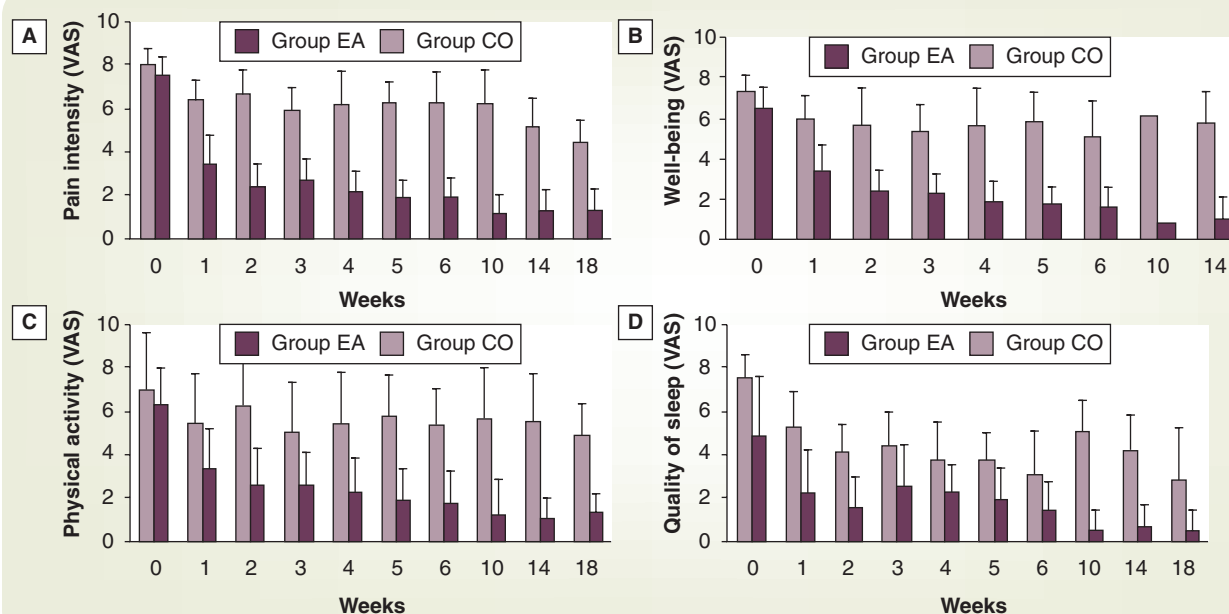 A
Pain intensity (VAS)
10
8
6
4
2
0
Group EA Group CO
0 1 2 3 4 5 6 10 14 18
Weeks
B
Well-being (VAS)
10
8
6
4
2
0
Group EA Group CO
0 1 2 3 4 5 6 10 14
Weeks
C
Physical activity (VAS)
10
8
6
4
2
0
Group EA Group CO
0 1 2 3 4 5 6 10 14 18
Weeks
D
Quality of sleep (VAS)
10
8
6
4
2
0
Group EA Group CO
0 1 2 3 4 5 6 10 14 18
Weeks